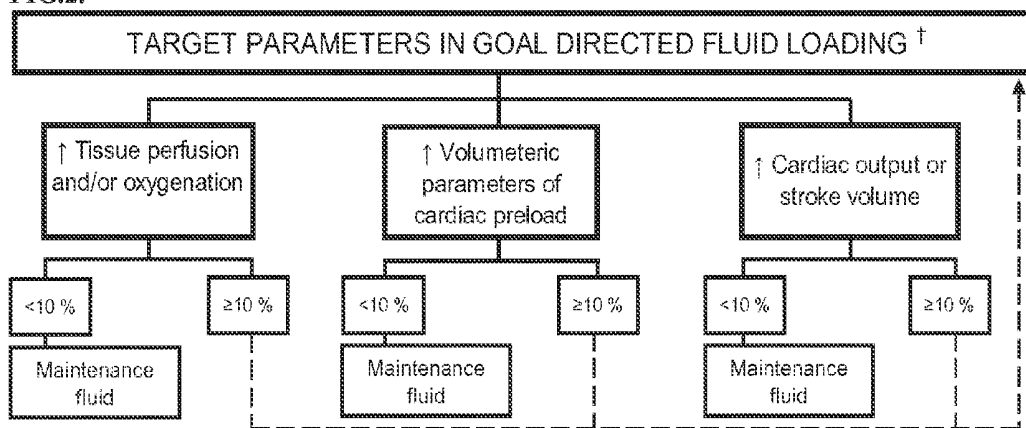 FIG.2.
TARGET PARAMETERS IN GOAL DIRECTED FLUID LOADING †
↑ Tissue perfusion
and/or oxygenation
↑ Volumeteric
parameters of
cardiac preload
↑ Cardiac output or
stroke volume
<10 %
≥10 %
<10 %
≥10 %
<10 %
≥10 %
Maintenance
fluid
Maintenance
fluid
Maintenance
fluid